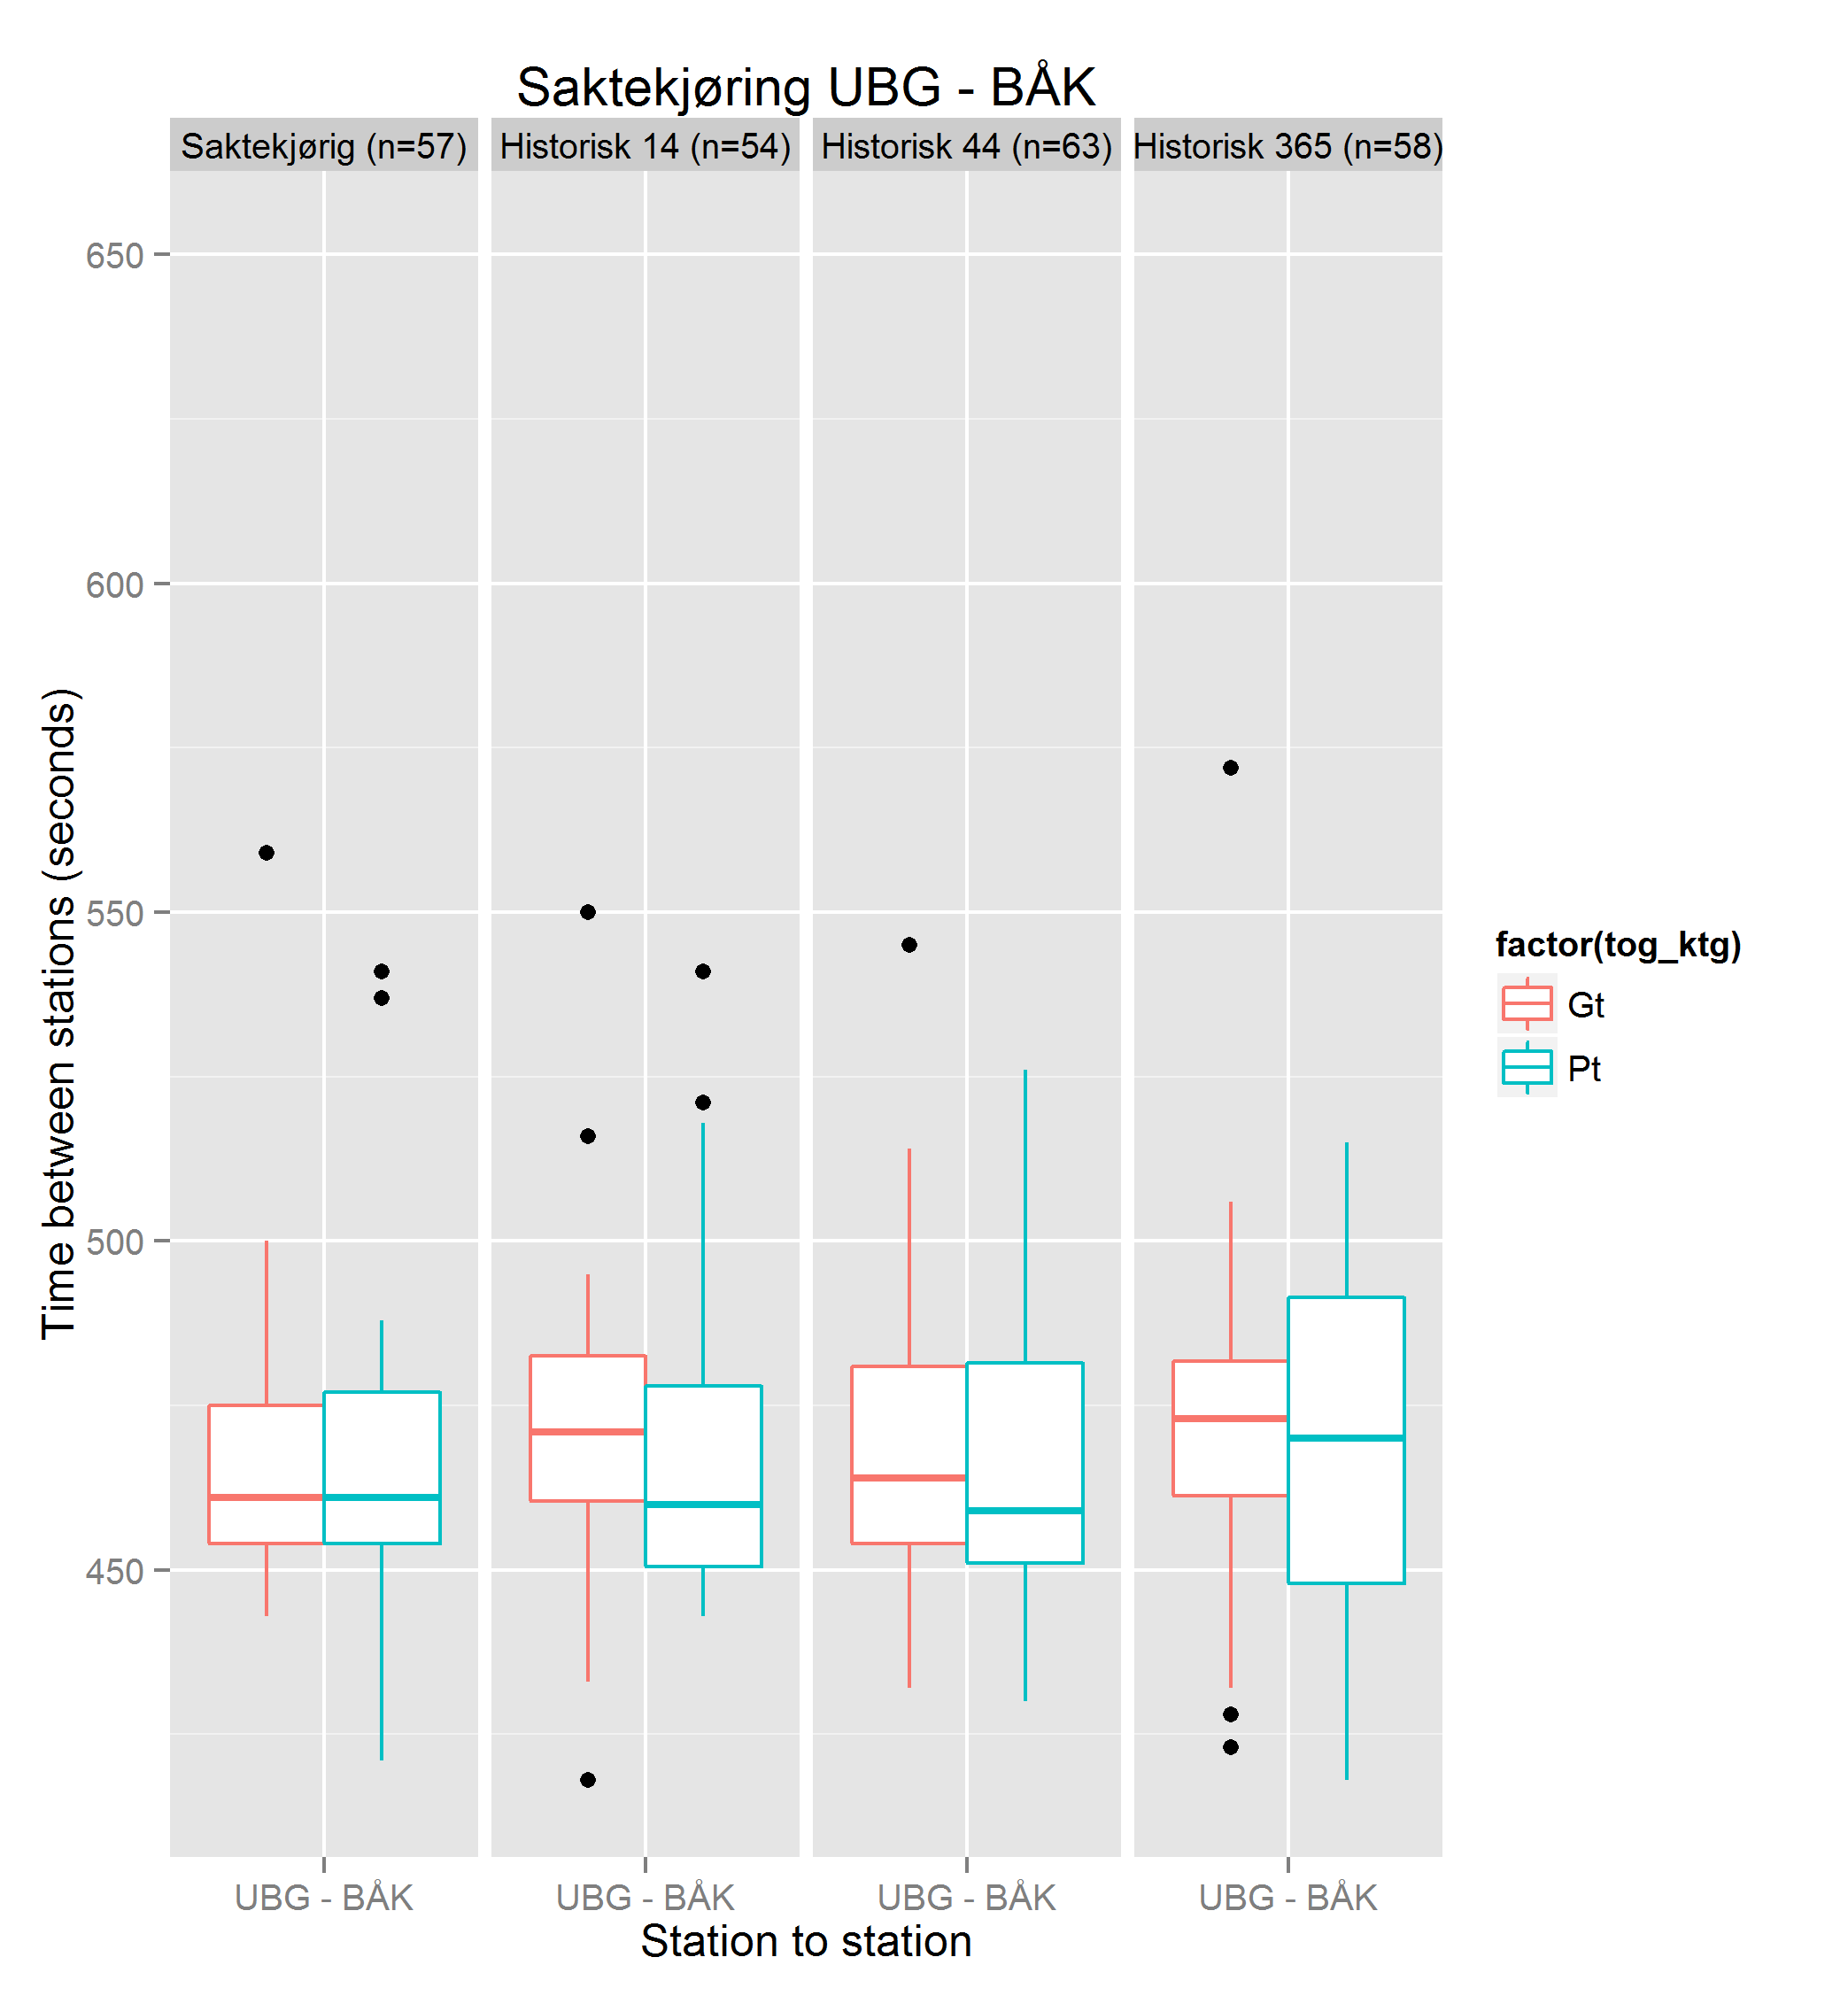 Saktekjøring UBG - BÅK
Saktekjørig (n=57) Historisk 14 (n=54) Historisk 44 (n=63) Historisk 365 (n=58)
Time between stations (seconds)
650
600
550
500
450
factor(tog_ktg)
Gt
Pt
UBG - BÅK UBG - BÅK UBG - BÅK UBG - BÅK
Station to station